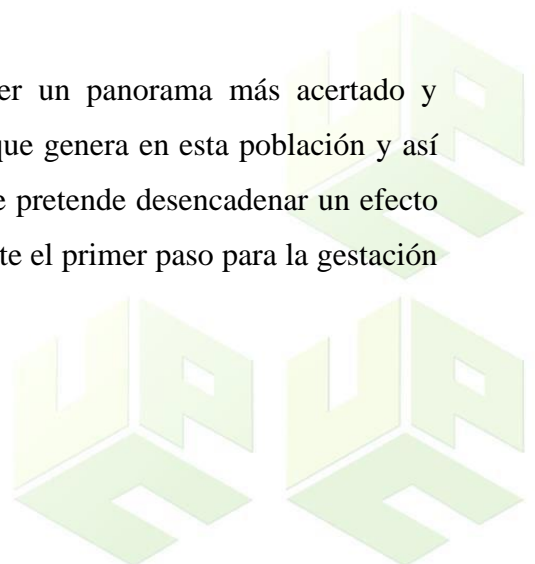 er un panorama más acertado y
que genera en esta población y así
e pretende desencadenar un efecto
te el primer paso para la gestación